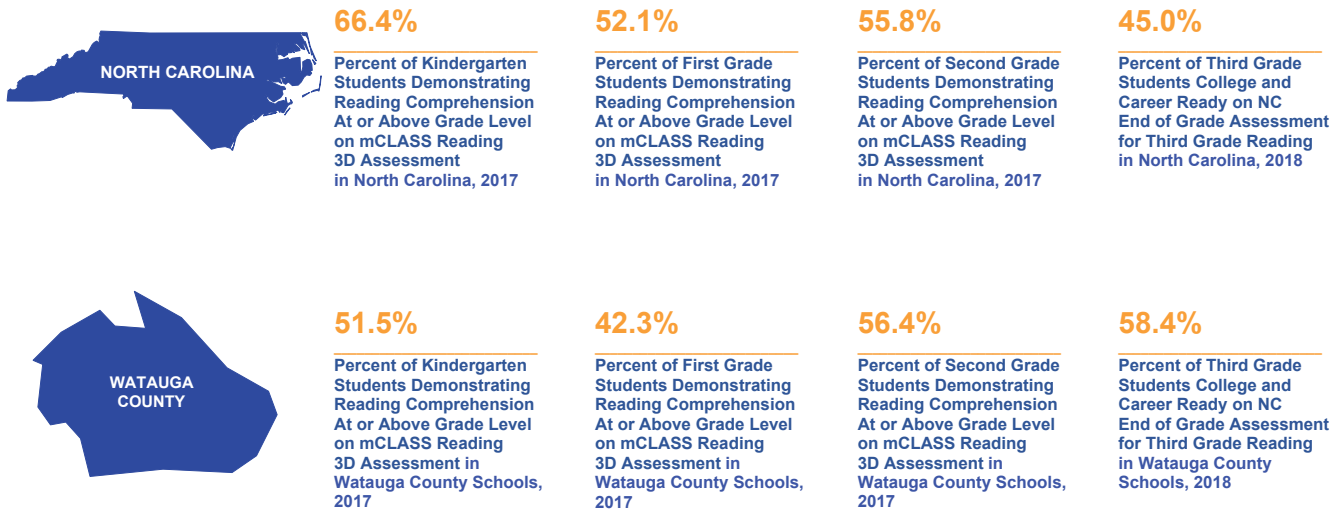 NORTH CAROLINA
66.4%
Percent of Kindergarten
Students Demonstrating
Reading Comprehension
At or Above Grade Level
on mCLASS Reading
3D Assessment
in North Carolina, 2017
52.1%
Percent of First Grade
Students Demonstrating
Reading Comprehension
At or Above Grade Level
on mCLASS Reading
3D Assessment
in North Carolina, 2017
55.8%
Percent of Second Grade
Students Demonstrating
Reading Comprehension
At or Above Grade Level
on mCLASS Reading
3D Assessment
in North Carolina, 2017
45.0%
Percent of Third Grade
Students College and
Career Ready on NC
End of Grade Assessment
for Third Grade Reading
in North Carolina, 2018
WATAUGA
COUNTY
51.5%
Percent of Kindergarten
Students Demonstrating
Reading Comprehension
At or Above Grade Level
on mCLASS Reading
3D Assessment in
Watauga County Schools,
2017
42.3%
Percent of First Grade
Students Demonstrating
Reading Comprehension
At or Above Grade Level
on mCLASS Reading
3D Assessment in
Watauga County Schools,
2017
56.4%
Percent of Second Grade
Students Demonstrating
Reading Comprehension
At or Above Grade Level
on mCLASS Reading
3D Assessment in
Watauga County Schools,
2017
58.4%
Percent of Third Grade
Students College and
Career Ready on NC
End of Grade Assessment
for Third Grade Reading
in Watauga County
Schools, 2018